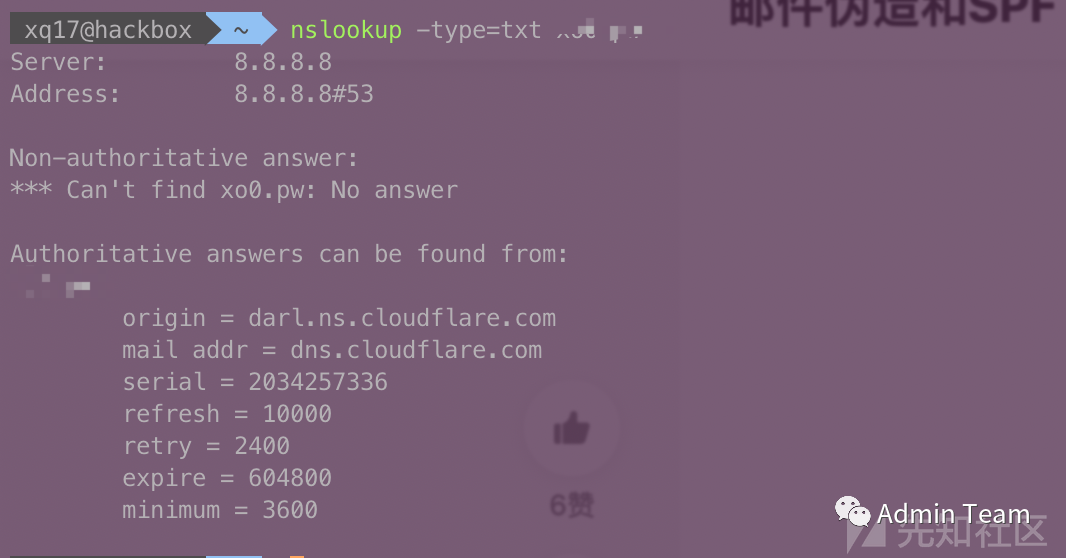 邮件伪造和SPF
xq17@hackbox ~ nslookup -type=txt
Server: 8.8.8.8
Address: 8.8.8.8#53
Non-authoritative answer:
*** Can't find xo0.pw: No answer
Authoritative answers can be found from:
origin = darl.ns.cloudflare.com
mail addr = dns.cloudflare.com
serial = 2034257336
refresh = 10000
retry = 2400
expire = 604800
minimum = 3600
6赞
Admin Team
先知社区